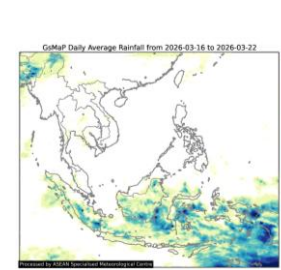 GsMaP Daily Average Rainfall from 2026-03-16 to 2026-03-22
Processed by ASEAN Specialised Meteorological Centre